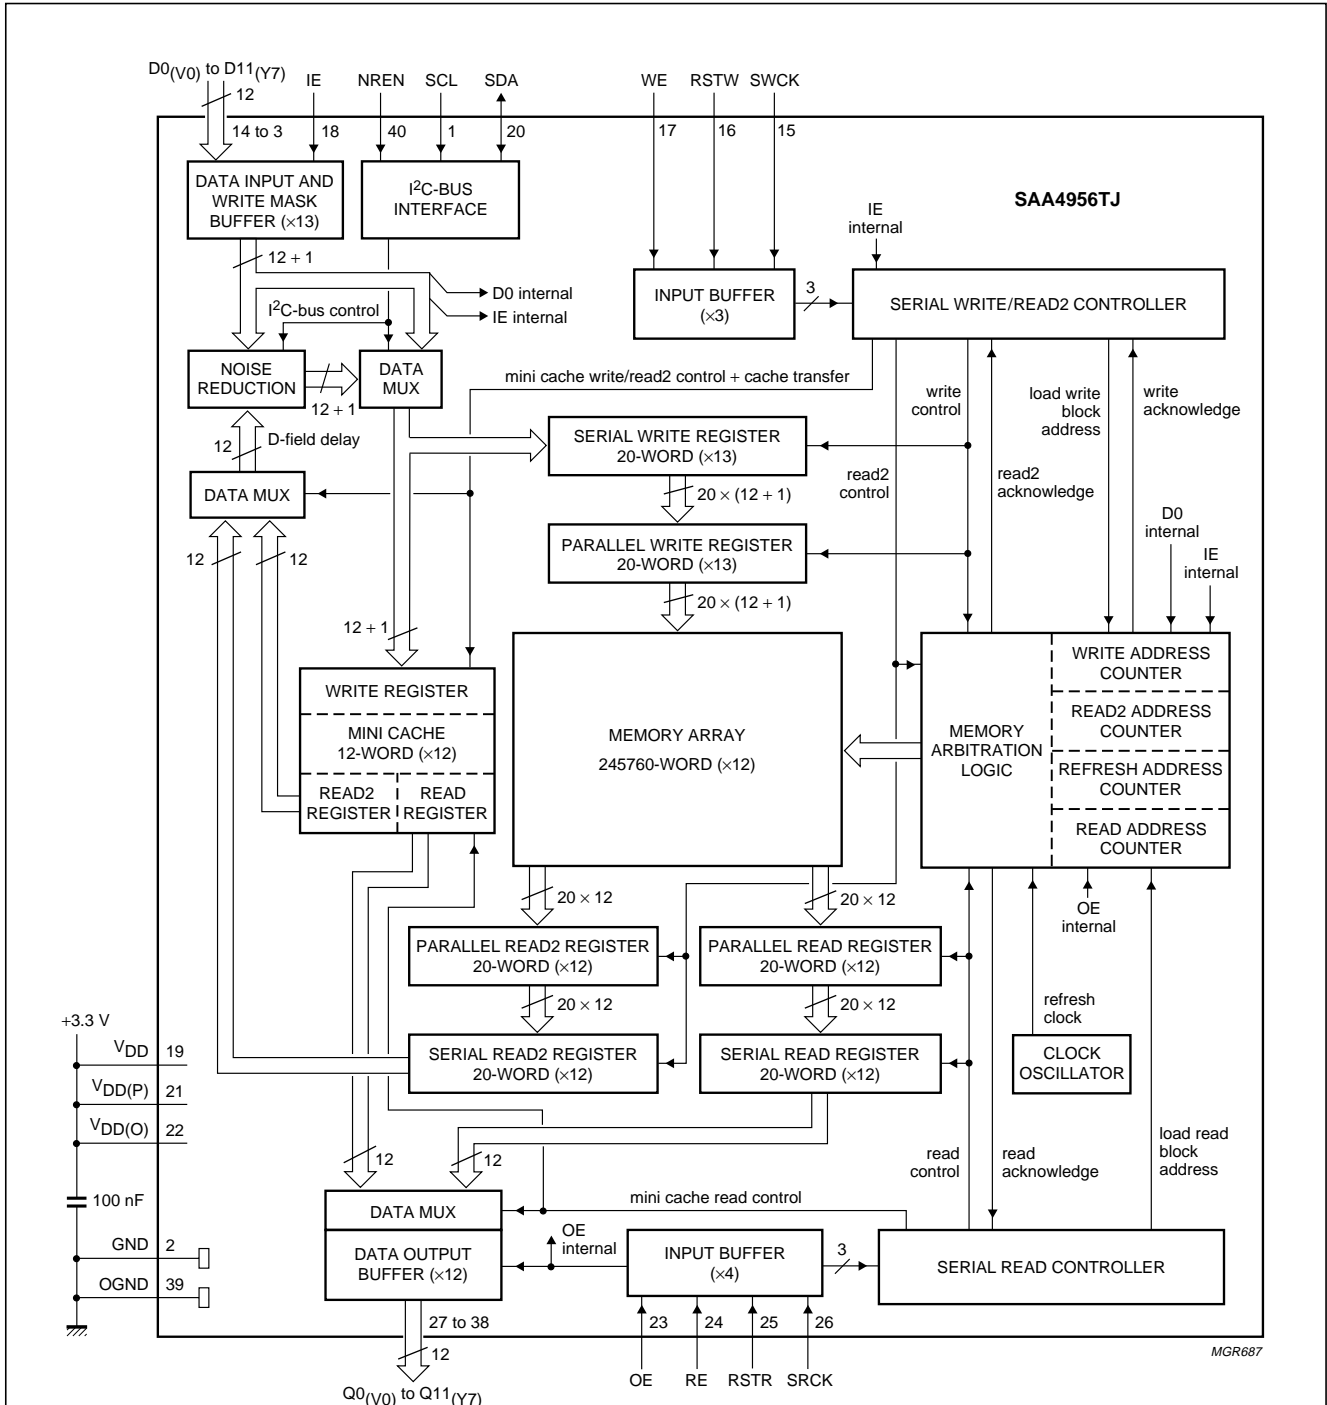 D0(V0) to D11(Y7)
IE
NREN
SCL
SDA
WE
RSTW
SWCK
12
14 to 3
18
40
1
20
17
16
15
DATA INPUT AND
WRITE MASK
BUFFER (×13)
I²C-BUS
INTERFACE
SAA4956TJ
IE
internal
12 + 1
D0 internal
IE internal
INPUT BUFFER
(×3)
3
SERIAL WRITE/READ2 CONTROLLER
I²C-bus control
NOISE
REDUCTION
12 + 1
DATA
MUX
mini cache write/read2 control + cache transfer
write
control
load write
block
address
write
acknowledge
12
D-field delay
SERIAL WRITE REGISTER
20-WORD (×13)
read2
control
read2
acknowledge
DATA MUX
20 × (12 + 1)
D0
internal
IE
internal
12
12
PARALLEL WRITE REGISTER
20-WORD (×13)
20 × (12 + 1)
12 + 1
WRITE REGISTER
MINI CACHE
12-WORD (×12)
READ2
REGISTER
READ
REGISTER
MEMORY ARRAY
245760-WORD (×12)
MEMORY
ARBITRATION
LOGIC
WRITE ADDRESS
COUNTER
READ2 ADDRESS
COUNTER
REFRESH ADDRESS
COUNTER
READ ADDRESS
COUNTER
20 × 12
20 × 12
OE
internal
PARALLEL READ2 REGISTER
20-WORD (×12)
PARALLEL READ REGISTER
20-WORD (×12)
20 × 12
20 × 12
refresh
clock
+3.3 V
VDD 19
VDD(P) 21
VDD(O) 22
SERIAL READ2 REGISTER
20-WORD (×12)
SERIAL READ REGISTER
20-WORD (×12)
CLOCK
OSCILLATOR
12
12
read
control
read
acknowledge
load read
block
address
100 nF
DATA MUX
mini cache read control
GND 2
OGND 39
DATA OUTPUT
BUFFER (×12)
OE
internal
INPUT BUFFER
(×4)
3
SERIAL READ CONTROLLER
27 to 38
23
24
25
26
12
OE
RE
RSTR
SRCK
MGR687
Q0(V0) to Q11(Y7)